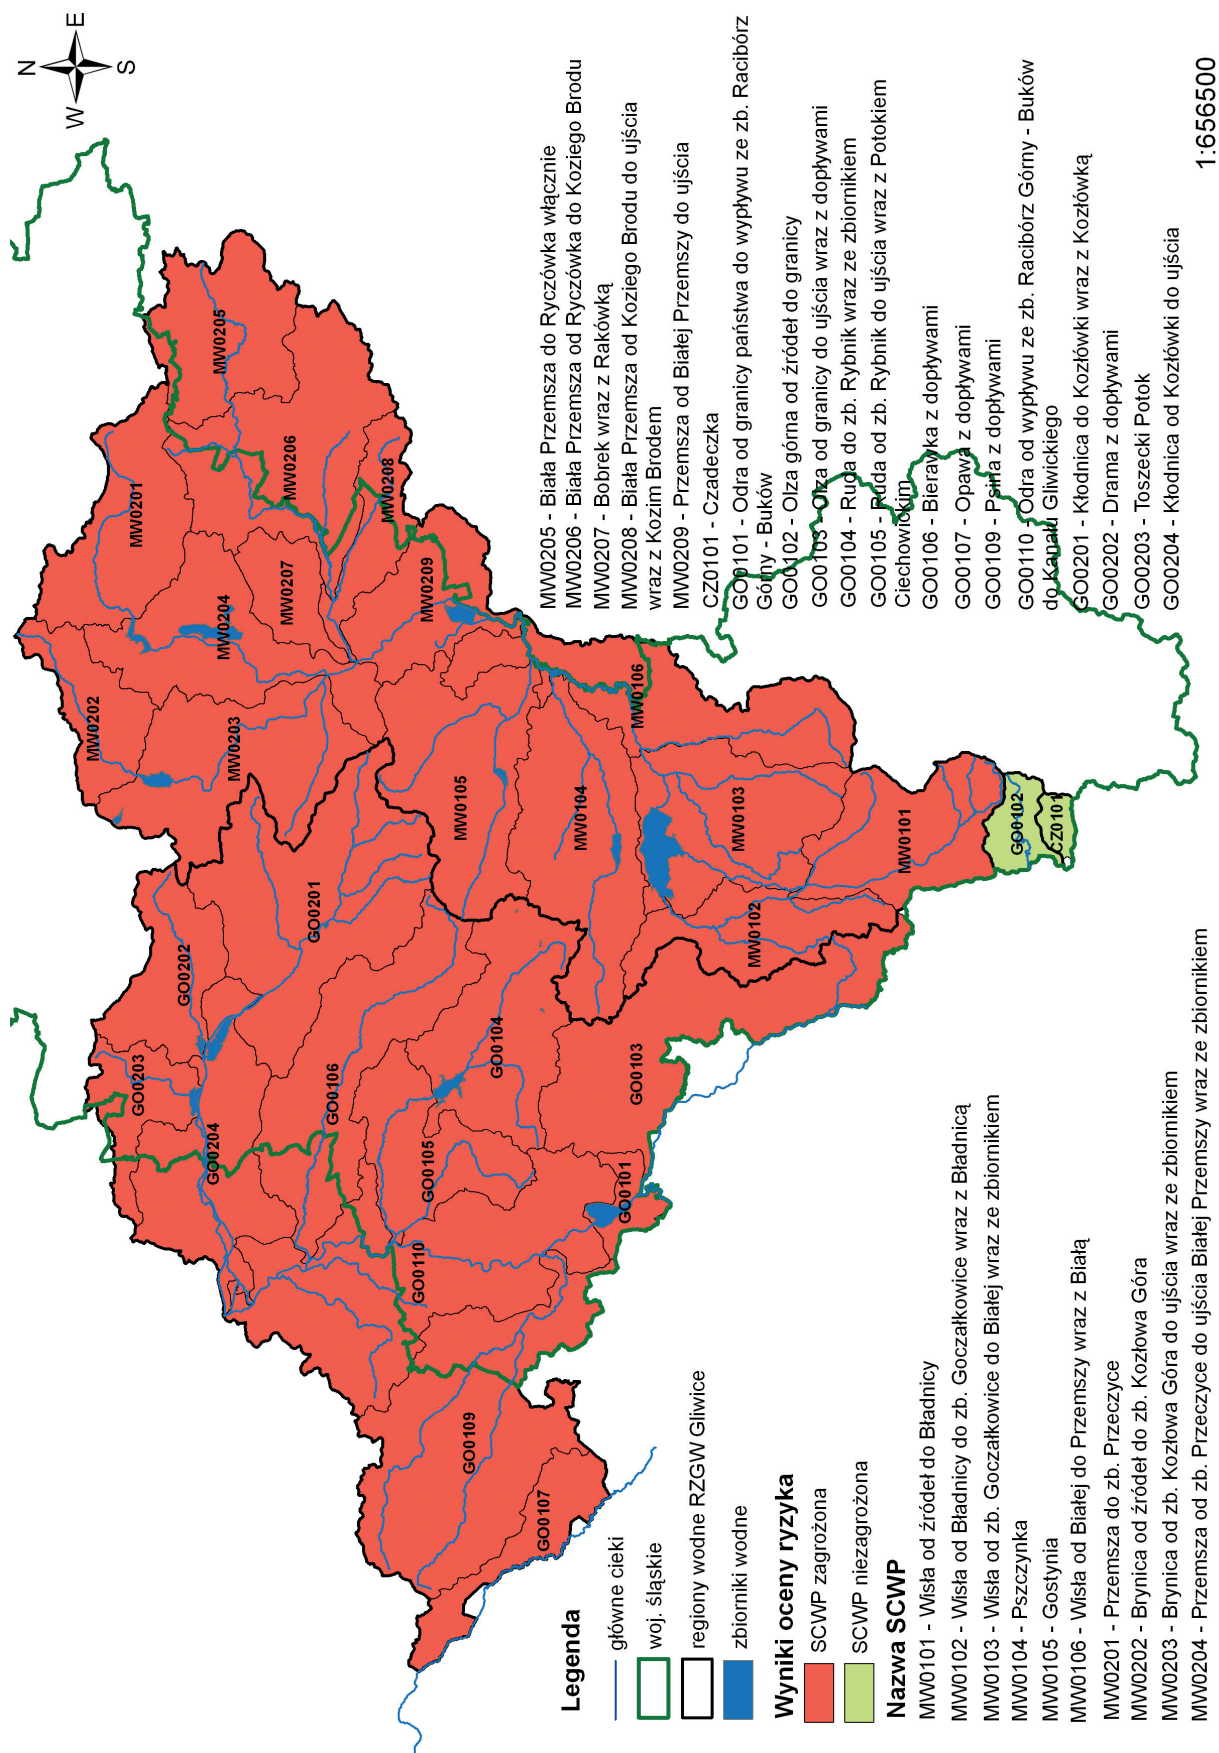 N
W
E
S
MW0205
MW0201
MW0206
MW0208
MW0207
MW0204
MW0209
MW0202
MW0203
MW0106
MW0105
MW0104
MW0103
MW0101
MW0102
GO0102
CZ0101
GO0201
GO0202
GO0203
GO0204
GO0106
GO0104
GO0103
GO0105
GO0101
GO0110
GO0109
GO0107
Legenda
główne cieki
woj. śląskie
regiony wodne RZGW Gliwice
zbiorniki wodne
Wyniki oceny ryzyka
SCWP zagrożona
SCWP niezagrożona
Nazwa SCWP
MW0101 - Wisła od źródeł do Bładnicy
MW0102 - Wisła od Bładnicy do zb. Goczałkowice wraz z Bładnicą
MW0103 - Wisła od zb. Goczałkowice do Białej wraz ze zbiornikiem
MW0104 - Pszczynka
MW0105 - Gostynia
MW0106 - Wisła od Białej do Przemszy wraz z Białą
MW0201 - Przemsza do zb. Przeczyce
MW0202 - Brynica od źródeł do zb. Kozłowa Góra
MW0203 - Brynica od zb. Kozłowa Góra do ujścia wraz ze zbiornikiem
MW0204 - Przemsza od zb. Przeczyce do ujścia Białej Przemszy wraz ze zbiornikiem
MW0205 - Biała Przemsza do Ryczówka włącznie
MW0206 - Biała Przemsza od Ryczówka do Koziego Brodu
MW0207 - Bobrek wraz z Rakówką
MW0208 - Biała Przemsza od Koziego Brodu do ujścia
wraz z Kozim Brodem
MW0209 - Przemsza od Białej Przemszy do ujścia
CZ0101 - Czadeczka
GO0101 - Odra od granicy państwa do wypływu ze zb. Racibórz
Górny - Buków
GO0102 - Olza górna od źródeł do granicy
GO0103 - Olza od granicy do ujścia wraz z dopływami
GO0104 - Ruda do zb. Rybnik wraz ze zbiornikiem
GO0105 - Ruda od zb. Rybnik do ujścia wraz z Potokiem
Ciechowickim
GO0106 - Bierawka z dopływami
GO0107 - Opawa z dopływami
GO0109 - Psina z dopływami
GO0110 - Odra od wypływu ze zb. Racibórz Górny - Buków
do Kanału Gliwickiego
GO0201 - Kłodnica do Kozłówki wraz z Kozłówką
GO0202 - Drama z dopływami
GO0203 - Toszecki Potok
GO0204 - Kłodnica od Kozłówki do ujścia
1:656500